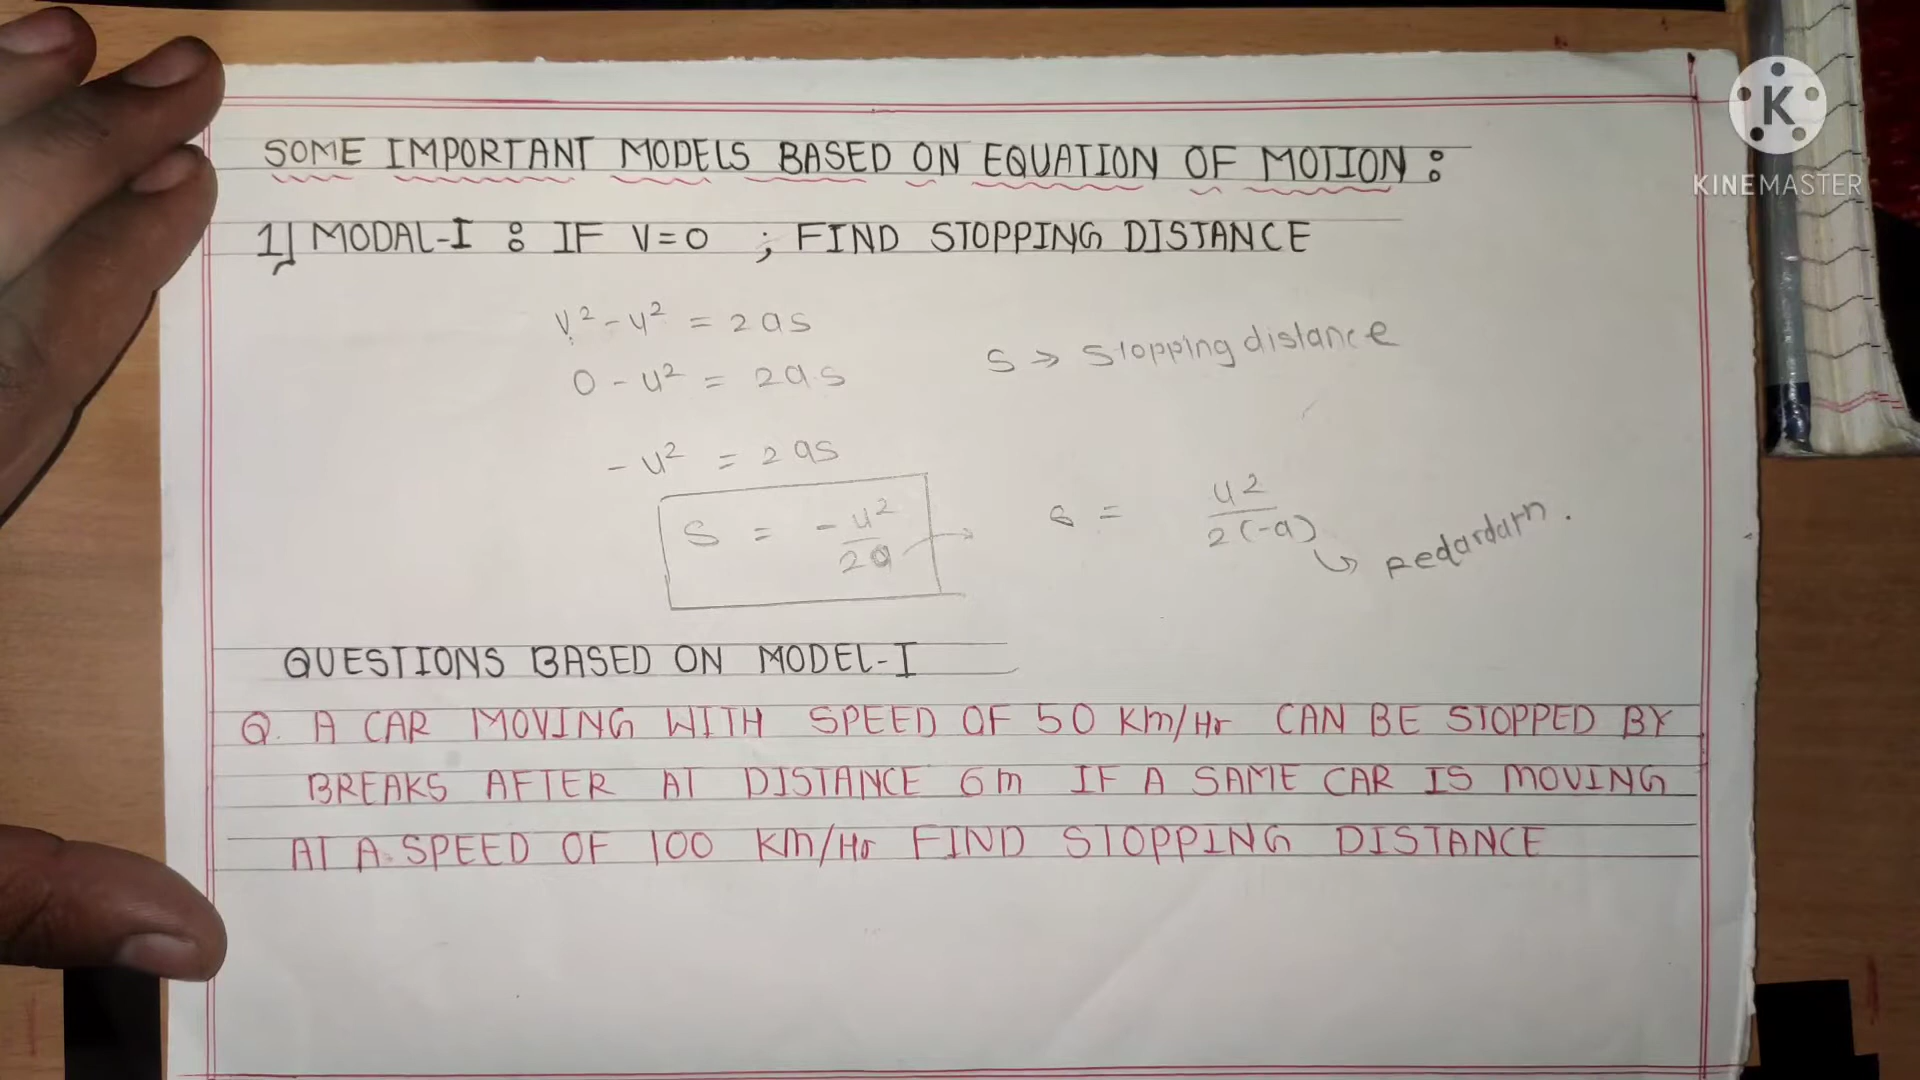 SOME IMPORTANT MODELS BASED ON EQUATION OF MOTION :
1] MODAL-I : IF V=0 ; FIND STOPPING DISTANCE
V² - u² = 2as
S → Stopping distance
0 - u² = 2as
- u² = 2as
S = - u²/2a → s = u²/2(-a) ↳ Redardarn.
QUESTIONS BASED ON MODEL-I
Q. A CAR MOVING WITH SPEED OF 50 Km/Hr CAN BE STOPPED BY
BREAKS AFTER AT DISTANCE 6m IF A SAME CAR IS MOVING
AT A SPEED OF 100 Km/Hr FIND STOPPING DISTANCE
K
KINEMASTER